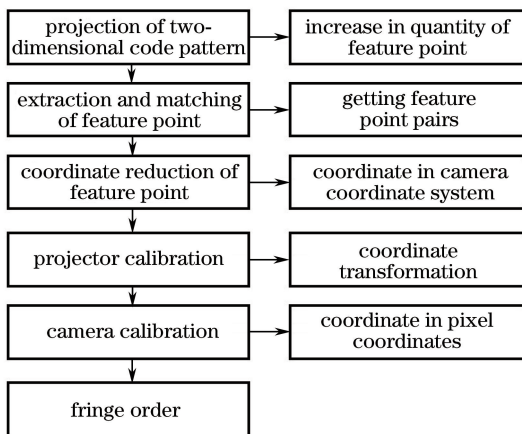 projection of two-
dimensional code pattern
increase in quantity of
feature point
extraction and matching
of feature point
getting feature
point pairs
coordinate reduction of
feature point
coordinate in camera
coordinate system
projector calibration
coordinate
transformation
camera calibration
coordinate in pixel
coordinates
fringe order